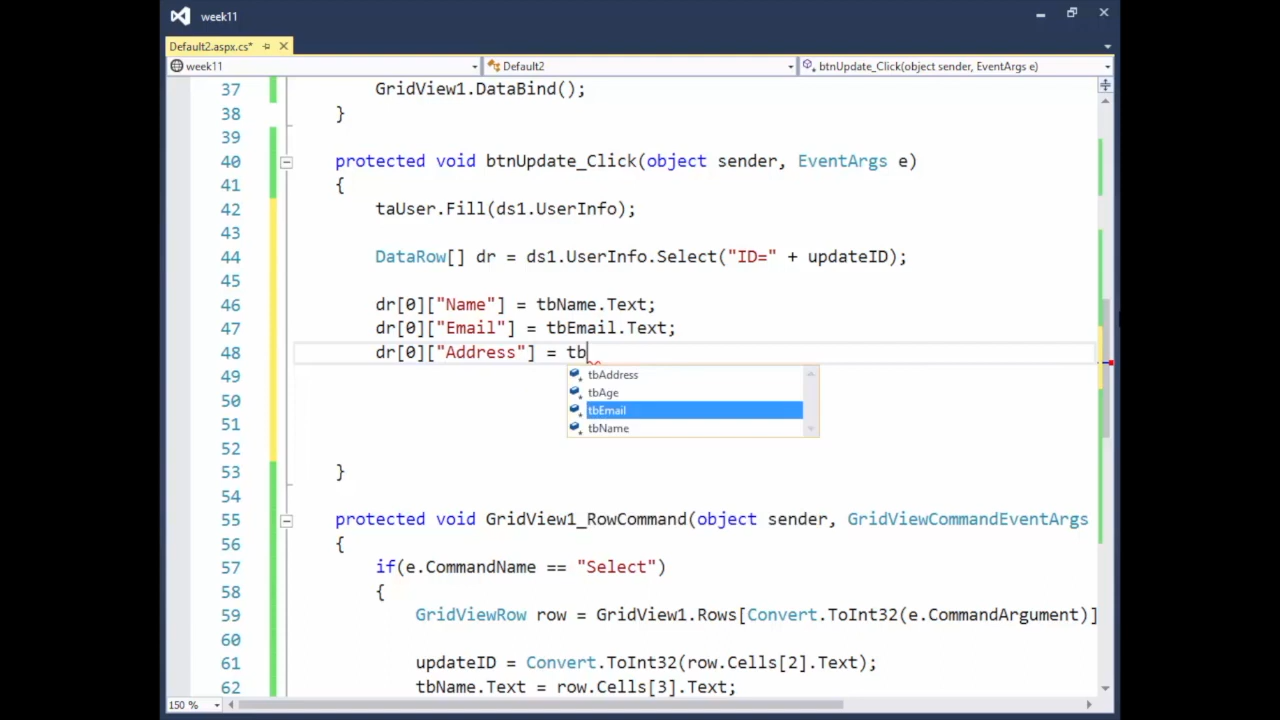 week11
Default2.aspx.cs*
week11 Default2 btnUpdate_Click(object sender, EventArgs e)
37 GridView1.DataBind();
38 }
39
40 protected void btnUpdate_Click(object sender, EventArgs e)
41 {
42 taUser.Fill(ds1.UserInfo);
43
44 DataRow[] dr = ds1.UserInfo.Select("ID=" + updateID);
45
46 dr[0]["Name"] = tbName.Text;
47 dr[0]["Email"] = tbEmail.Text;
48 dr[0]["Address"] = tb
49 tbAddress
tbAge
50 tbEmail
51 tbName
52
53 }
54
55 protected void GridView1_RowCommand(object sender, GridViewCommandEventArgs
56 {
57 if(e.CommandName == "Select")
58 {
59 GridViewRow row = GridView1.Rows[Convert.ToInt32(e.CommandArgument)]
60
61 updateID = Convert.ToInt32(row.Cells[2].Text);
62 tbName.Text = row.Cells[3].Text;
150 %